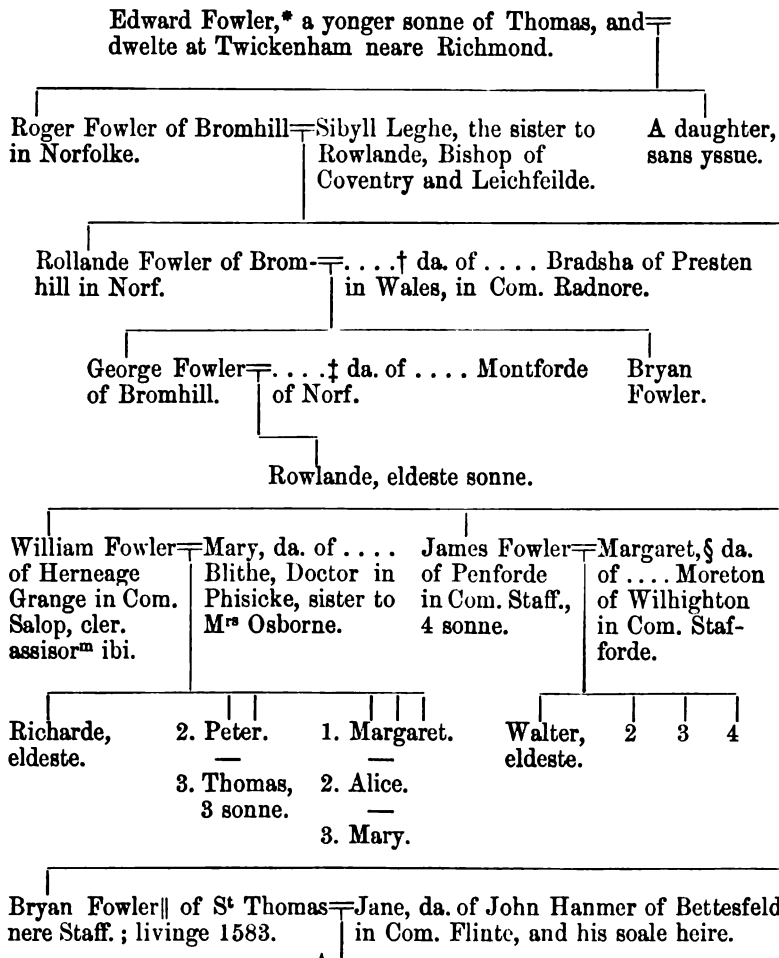 Edward Fowler,* a yonger sonne of Thomas, and
dwelte at Twickenham neare Richmond.
Roger Fowler of Bromhill
in Norfolke.
Sibyll Leghe, the sister to
Rowlande, Bishop of
Coventry and Leichfeilde.
A daughter,
sans yssue.
Rollande Fowler of Brom-
hill in Norf.
. . . .† da. of . . . . Bradsha of Presten
in Wales, in Com. Radnore.
George Fowler
of Bromhill.
. . . .‡ da. of . . . . Montforde
of Norf.
Bryan
Fowler.
Rowlande, eldeste sonne.
William Fowler
of Herneage
Grange in Com.
Salop, cler.
assisorᵐ ibi.
Mary, da. of . . . .
Blithe, Doctor in
Phisicke, sister to
Mʳˢ Osborne.
James Fowler
of Penforde
in Com. Staff.,
4 sonne.
Margaret,§ da.
of . . . . Moreton
of Wilhighton
in Com. Staf-
forde.
Richarde,
eldeste.
2. Peter.
—
3. Thomas,
3 sonne.
1. Margaret.
—
2. Alice.
—
3. Mary.
Walter,
eldeste.
2 3 4
Bryan Fowler‖ of Sᵗ Thomas
nere Staff. ; livinge 1583.
Jane, da. of John Hanmer of Bettesfeld
in Com. Flinte, and his soale heire.